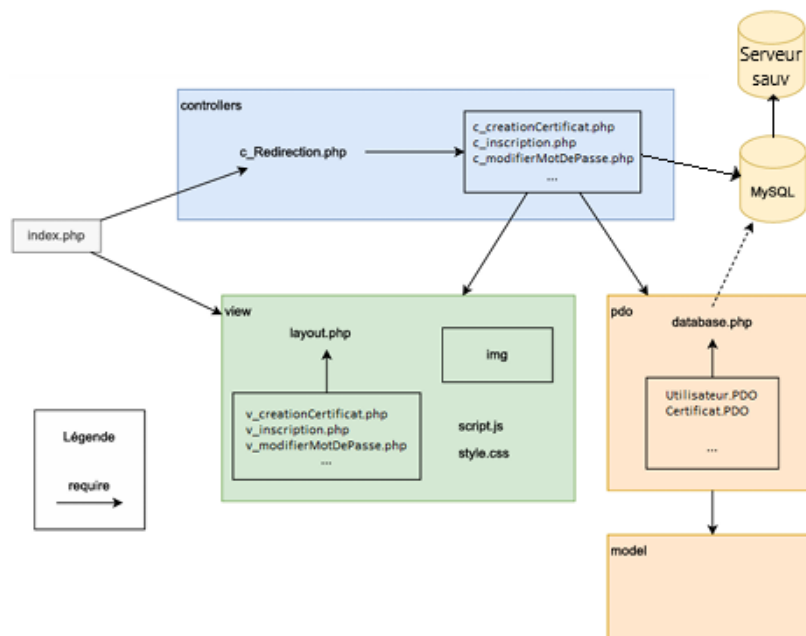 Serveur
sauv
controllers
c_Redirection.php
c_creationCertificat.php
c_inscription.php
c_modifierMotDePasse.php
...
MySQL
index.php
view
layout.php
img
v_creationCertificat.php
v_inscription.php
v_modifierMotDePasse.php
...
script.js
style.css
pdo
database.php
Utilisateur.PDO
Certificat.PDO
...
Légende
require
model